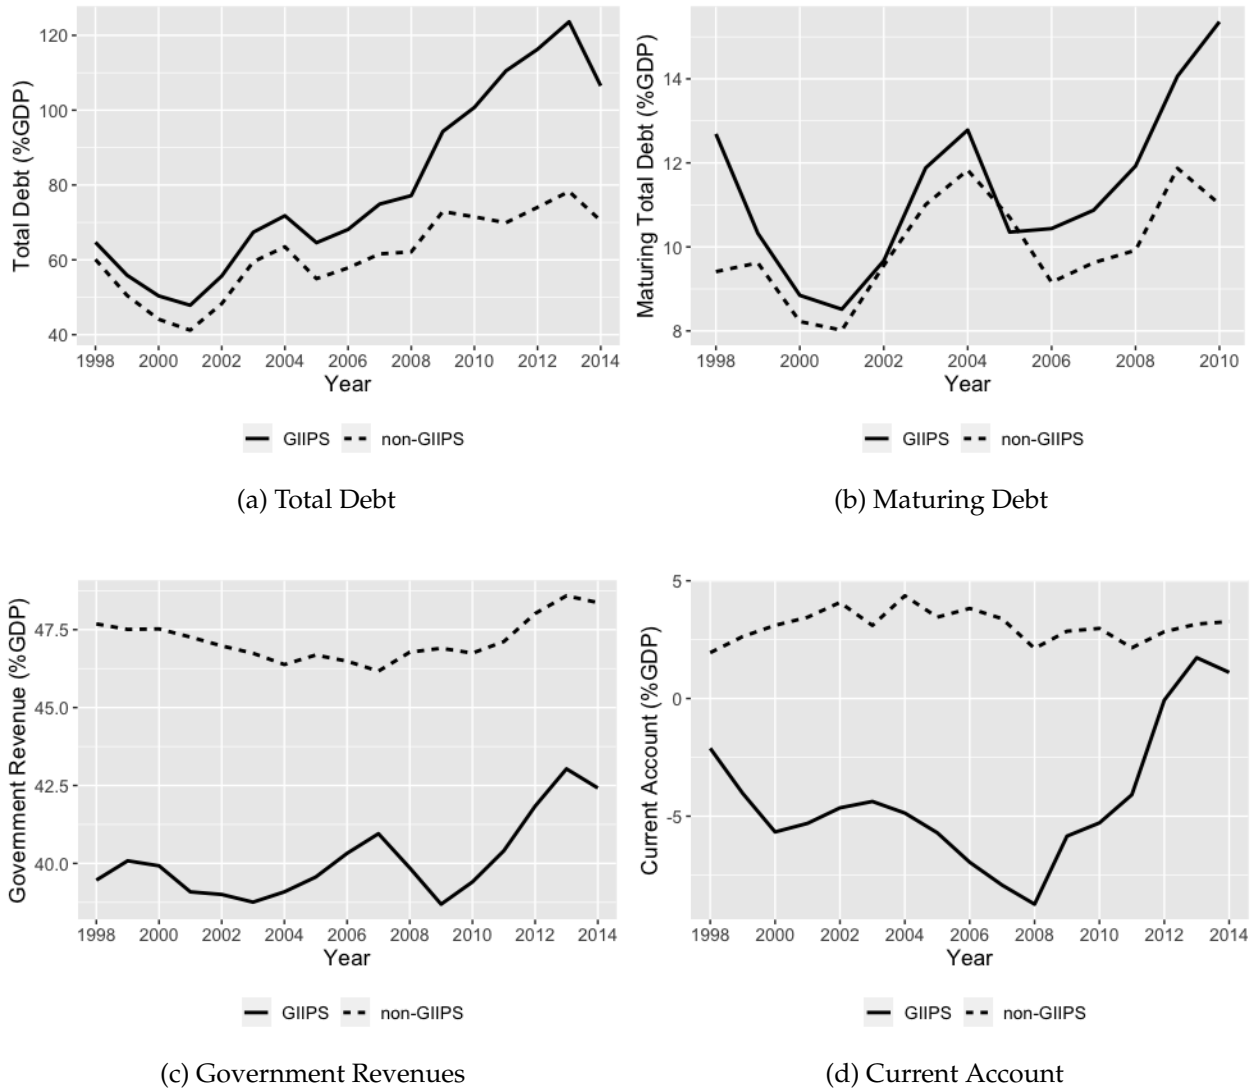 Total Debt (%GDP)
120
100
80
60
40
1998 2000 2002 2004 2006 2008 2010 2012 2014
Year
GIIPS non-GIIPS
(a) Total Debt
Maturing Total Debt (%GDP)
14
12
10
8
1998 2000 2002 2004 2006 2008 2010
Year
GIIPS non-GIIPS
(b) Maturing Debt
Government Revenue (%GDP)
47.5
45.0
42.5
40.0
1998 2000 2002 2004 2006 2008 2010 2012 2014
Year
GIIPS non-GIIPS
(c) Government Revenues
Current Account (%GDP)
5
0
-5
1998 2000 2002 2004 2006 2008 2010 2012 2014
Year
GIIPS non-GIIPS
(d) Current Account